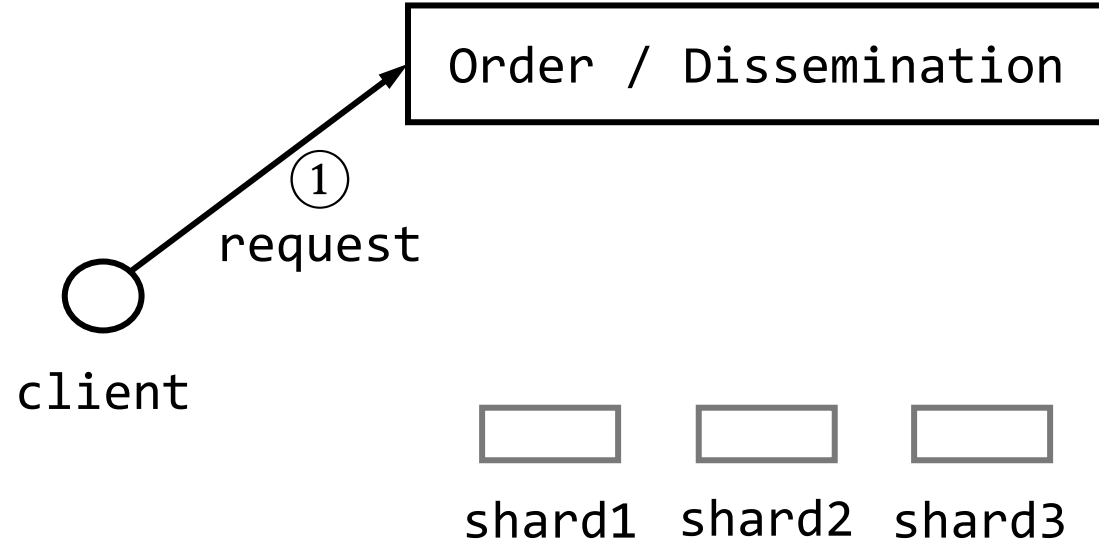 Order / Dissemination
①
request
client
shard1 shard2 shard3